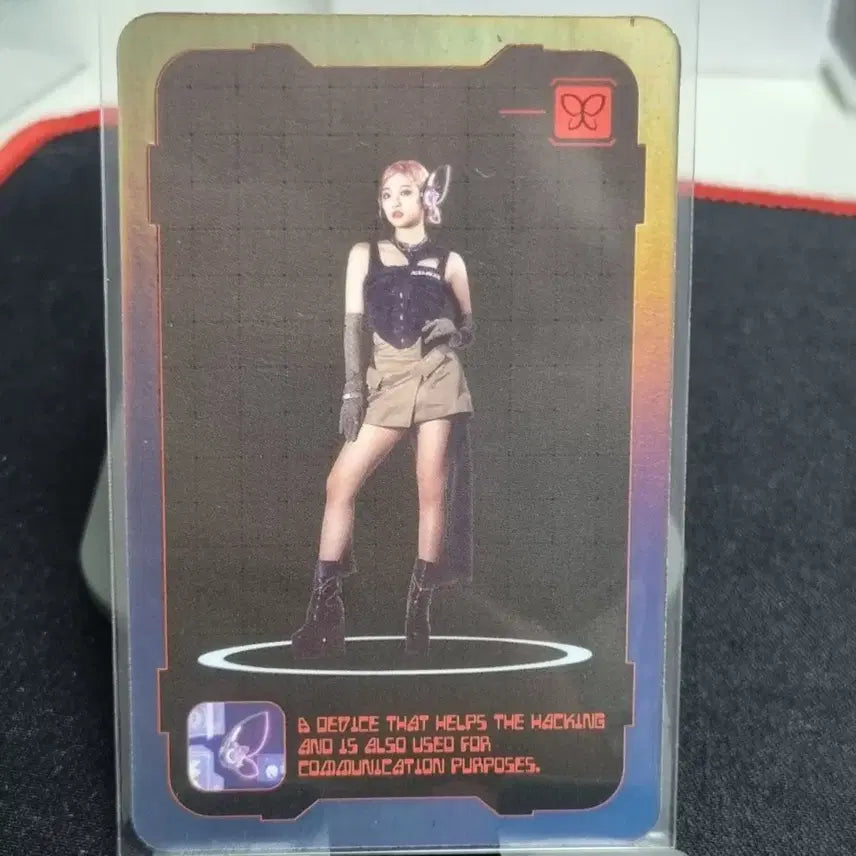 A DEVICE THAT HELPS THE HACKING
AND IS ALSO USED FOR
COMMUNICATION PURPOSES.